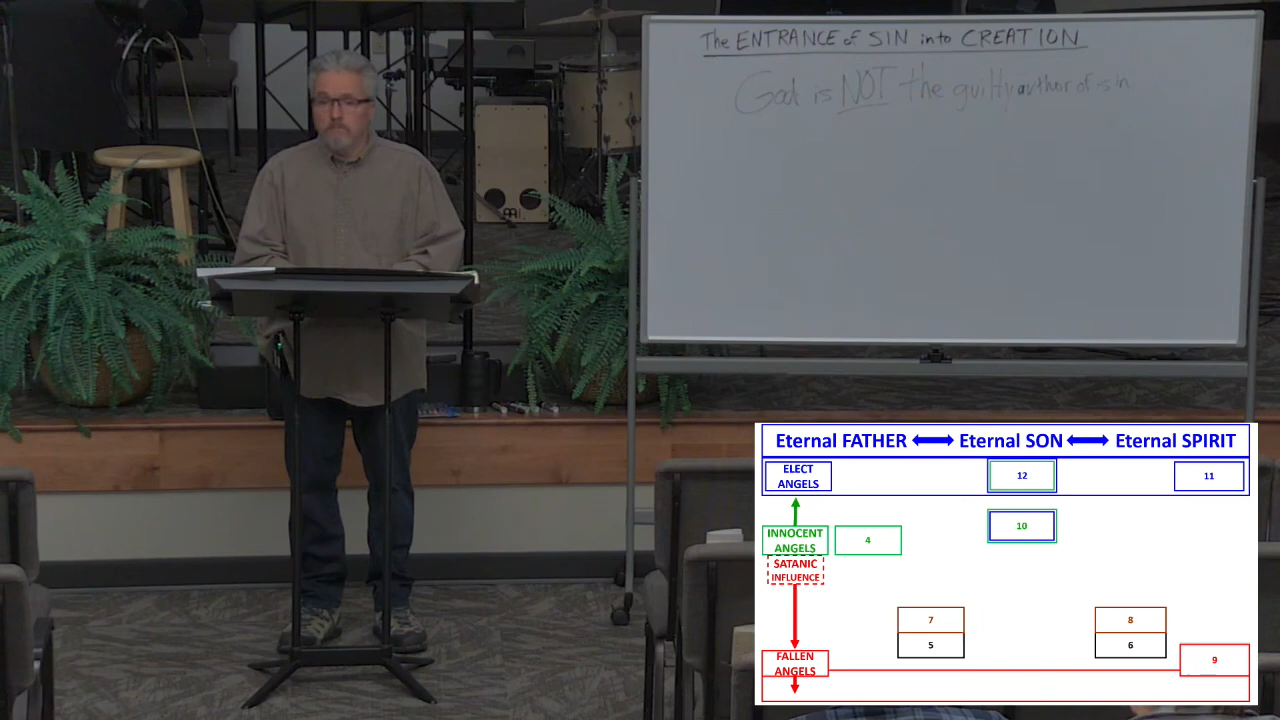 The ENTRANCE of SIN into CREATION
God is NOT the guilty author of sin
MEINL
Eternal FATHER Eternal SON Eternal SPIRIT
ELECT
ANGELS
12
11
INNOCENT
ANGELS
4
10
SATANIC
INFLUENCE
7
8
5
6
FALLEN
ANGELS
9